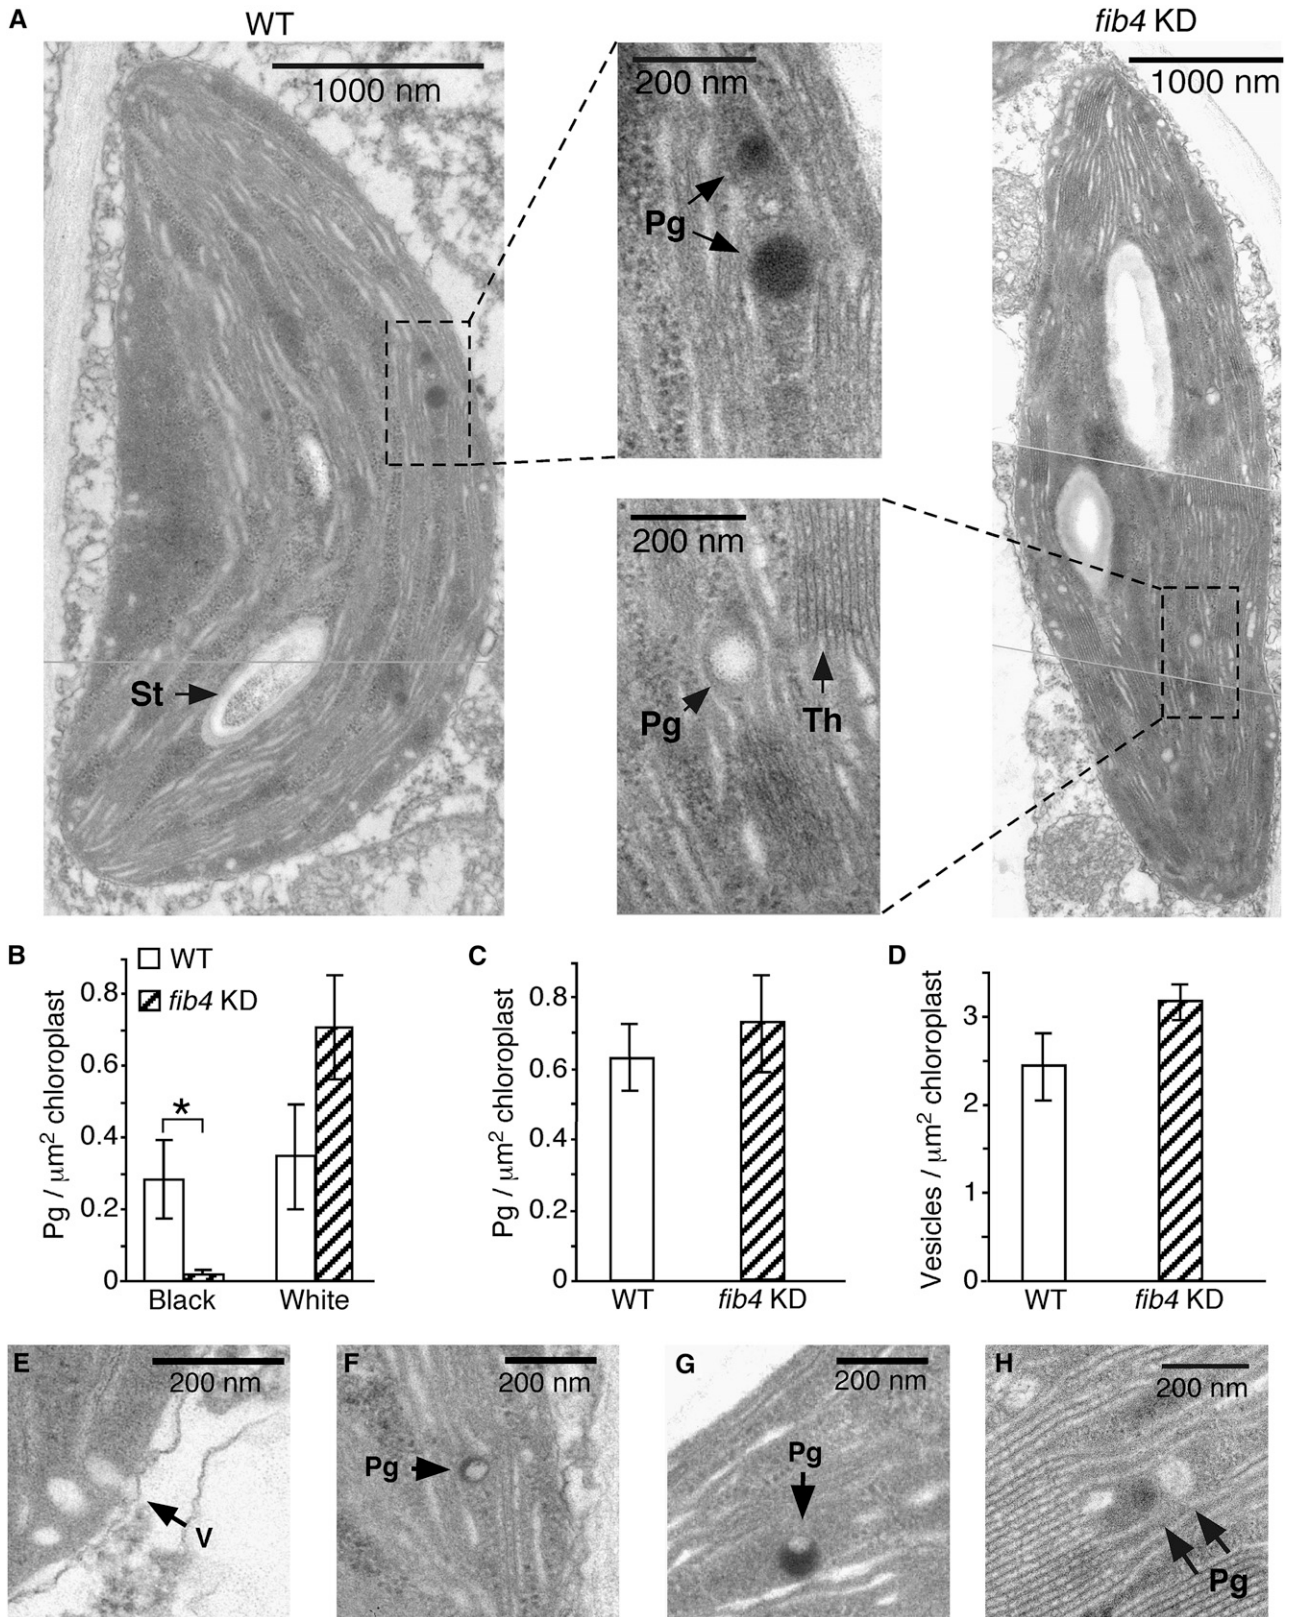 A
WT
fib4 KD
1000 nm
200 nm
1000 nm
Pg
200 nm
St
Pg
Th
B
WT
fib4 KD
Pg / μm² chloroplast
0.8
0.6
0.4
0.2
0
*
Black
White
C
Pg / μm² chloroplast
0.8
0.6
0.4
0.2
0
WT
fib4 KD
D
Vesicles / μm² chloroplast
3
2
1
0
WT
fib4 KD
E
200 nm
V
F
200 nm
Pg
G
200 nm
Pg
H
200 nm
Pg